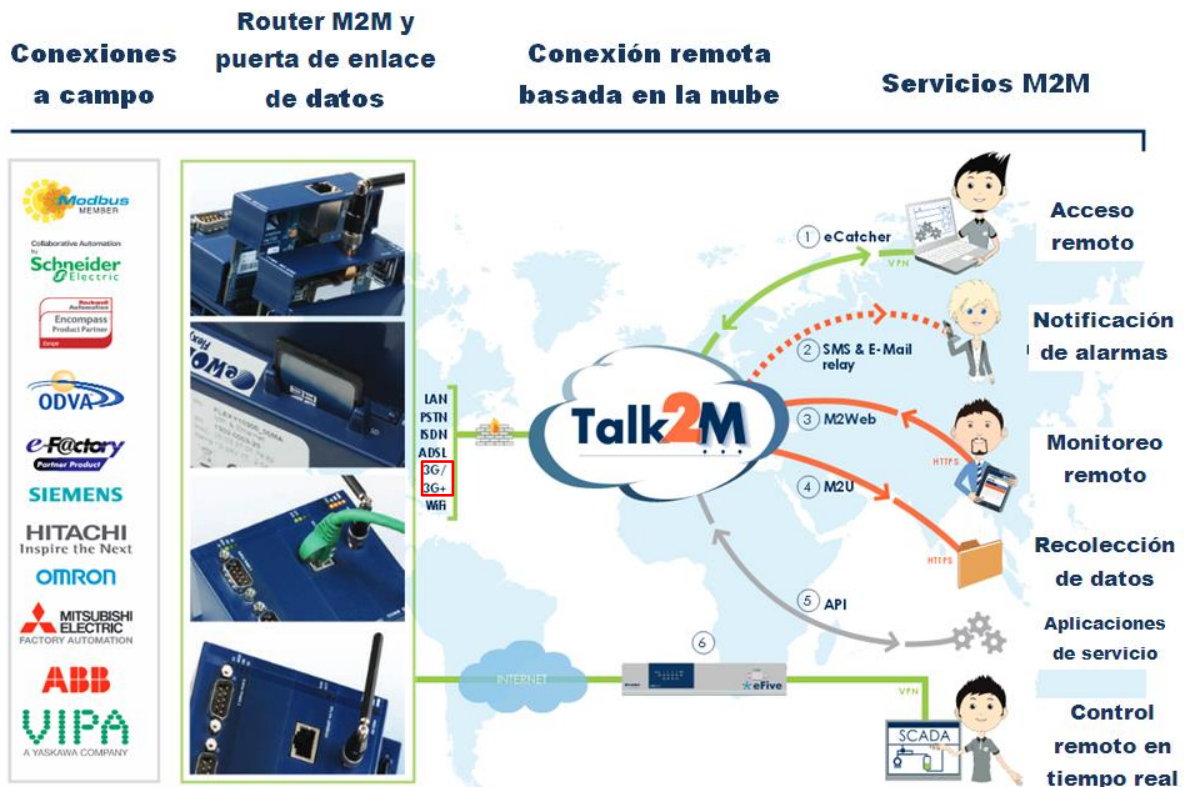 Conexiones
a campo
Router M2M y
puerta de enlace
de datos
Conexión remota
basada en la nube
Servicios M2M
Modbus
MEMBER
Collaborative Automation
by
Schneider
Electric
Rockwell
Automation
Encompass
Product Partner
Europe
ODVA
e-F@ctory
Partner Product
SIEMENS
HITACHI
Inspire the Next
OMRON
MITSUBISHI
ELECTRIC
FACTORY AUTOMATION
ABB
VIPA
A YASKAWA COMPANY
LAN
PSTN
ISDN
ADSL
3G/
3G+
WiFi
Talk2M
1 eCatcher
VPN
Acceso
remoto
2 SMS & E-Mail
relay
Notificación
de alarmas
3 M2Web
HTTPS
Monitoreo
remoto
4 M2U
HTTPS
Recolección
de datos
5 API
Aplicaciones
de servicio
INTERNET
6
eFive
VPN
SCADA
Control
remoto en
tiempo real